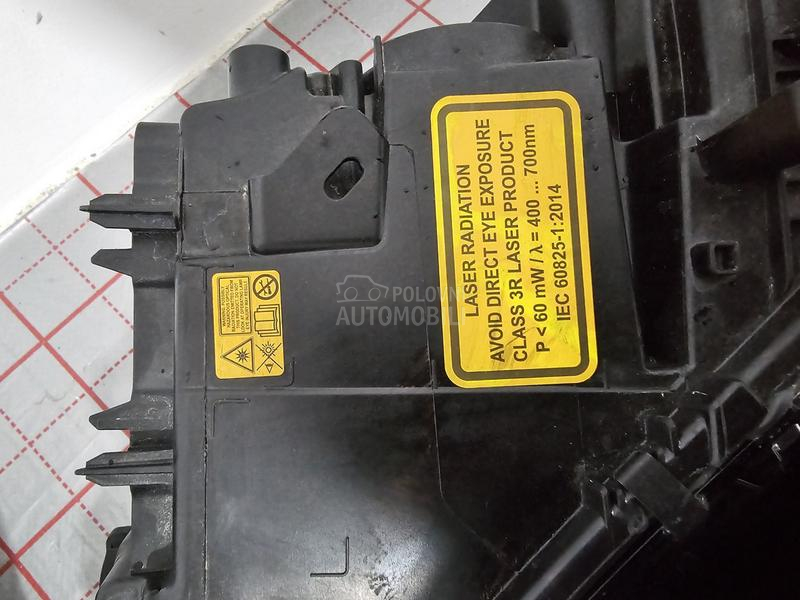 LASER RADIATION
AVOID DIRECT EYE EXPOSURE
CLASS 3R LASER PRODUCT
P < 60 mW / λ = 400 ... 700nm
IEC 60825-1:2014
POLOVNI
AUTOMOBILI